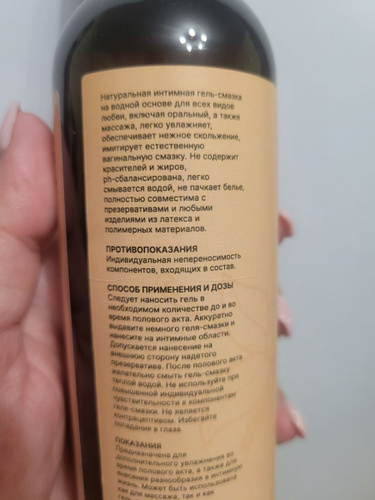 Натуральная интимная гель-смазка
на водной основе для всех видов
любви, включая оральный, а также
массажа, легко увлажняет,
обеспечивает нежное скольжение,
имитирует естественную
вагинальную смазку. Не содержит
красителей и жиров,
ph-сбалансирована, легко
смывается водой, не пачкает белье,
полностью совместима с
презервативами и любыми
изделиями из латекса и
полимерных материалов.
ПРОТИВОПОКАЗАНИЯ
Индивидуальная непереносимость
компонентов, входящих в состав.
СПОСОБ ПРИМЕНЕНИЯ И ДОЗЫ
Следует наносить гель в
необходимом количестве до и во
время полового акта. Аккуратно
выдавите немного геля-смазки и
нанесите на интимные области.
Допускается нанесение на
внешнюю сторону надетого
презерватива. После полового акта
желательно смыть гель-смазку
теплой водой. Не используйте при
повышенной индивидуальной
чувствительности к компонентам
геля-смазки. Не является
контрацептивом. Избегайте
попадания в глаза.
ПОКАЗАНИЯ
Предназначено для
дополнительного увлажнения во
время полового акта, а также для
внесения разнообразия в интимную
жизнь. Может быть использована
как для массажа, так и как